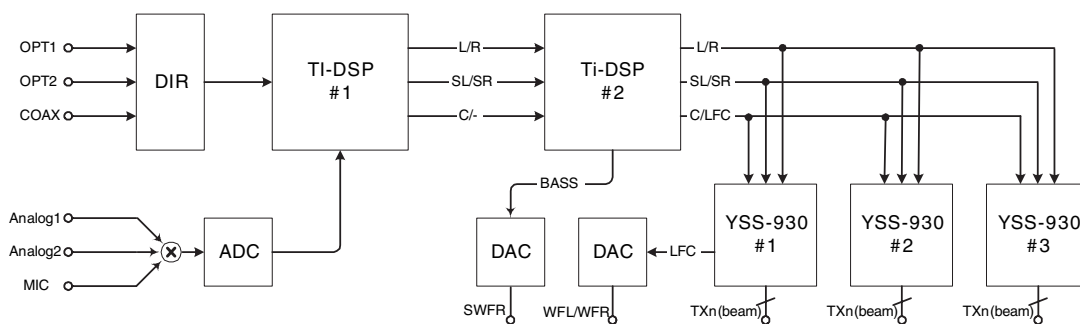 OPT1
OPT2
COAX
DIR
TI-DSP
#1
L/R
SL/SR
C/-
Ti-DSP
#2
L/R
SL/SR
C/LFC
BASS
Analog1
Analog2
MIC
ADC
DAC
DAC
LFC
YSS-930
#1
YSS-930
#2
YSS-930
#3
SWFR
WFL/WFR
TXn(beam)
TXn(beam)
TXn(beam)